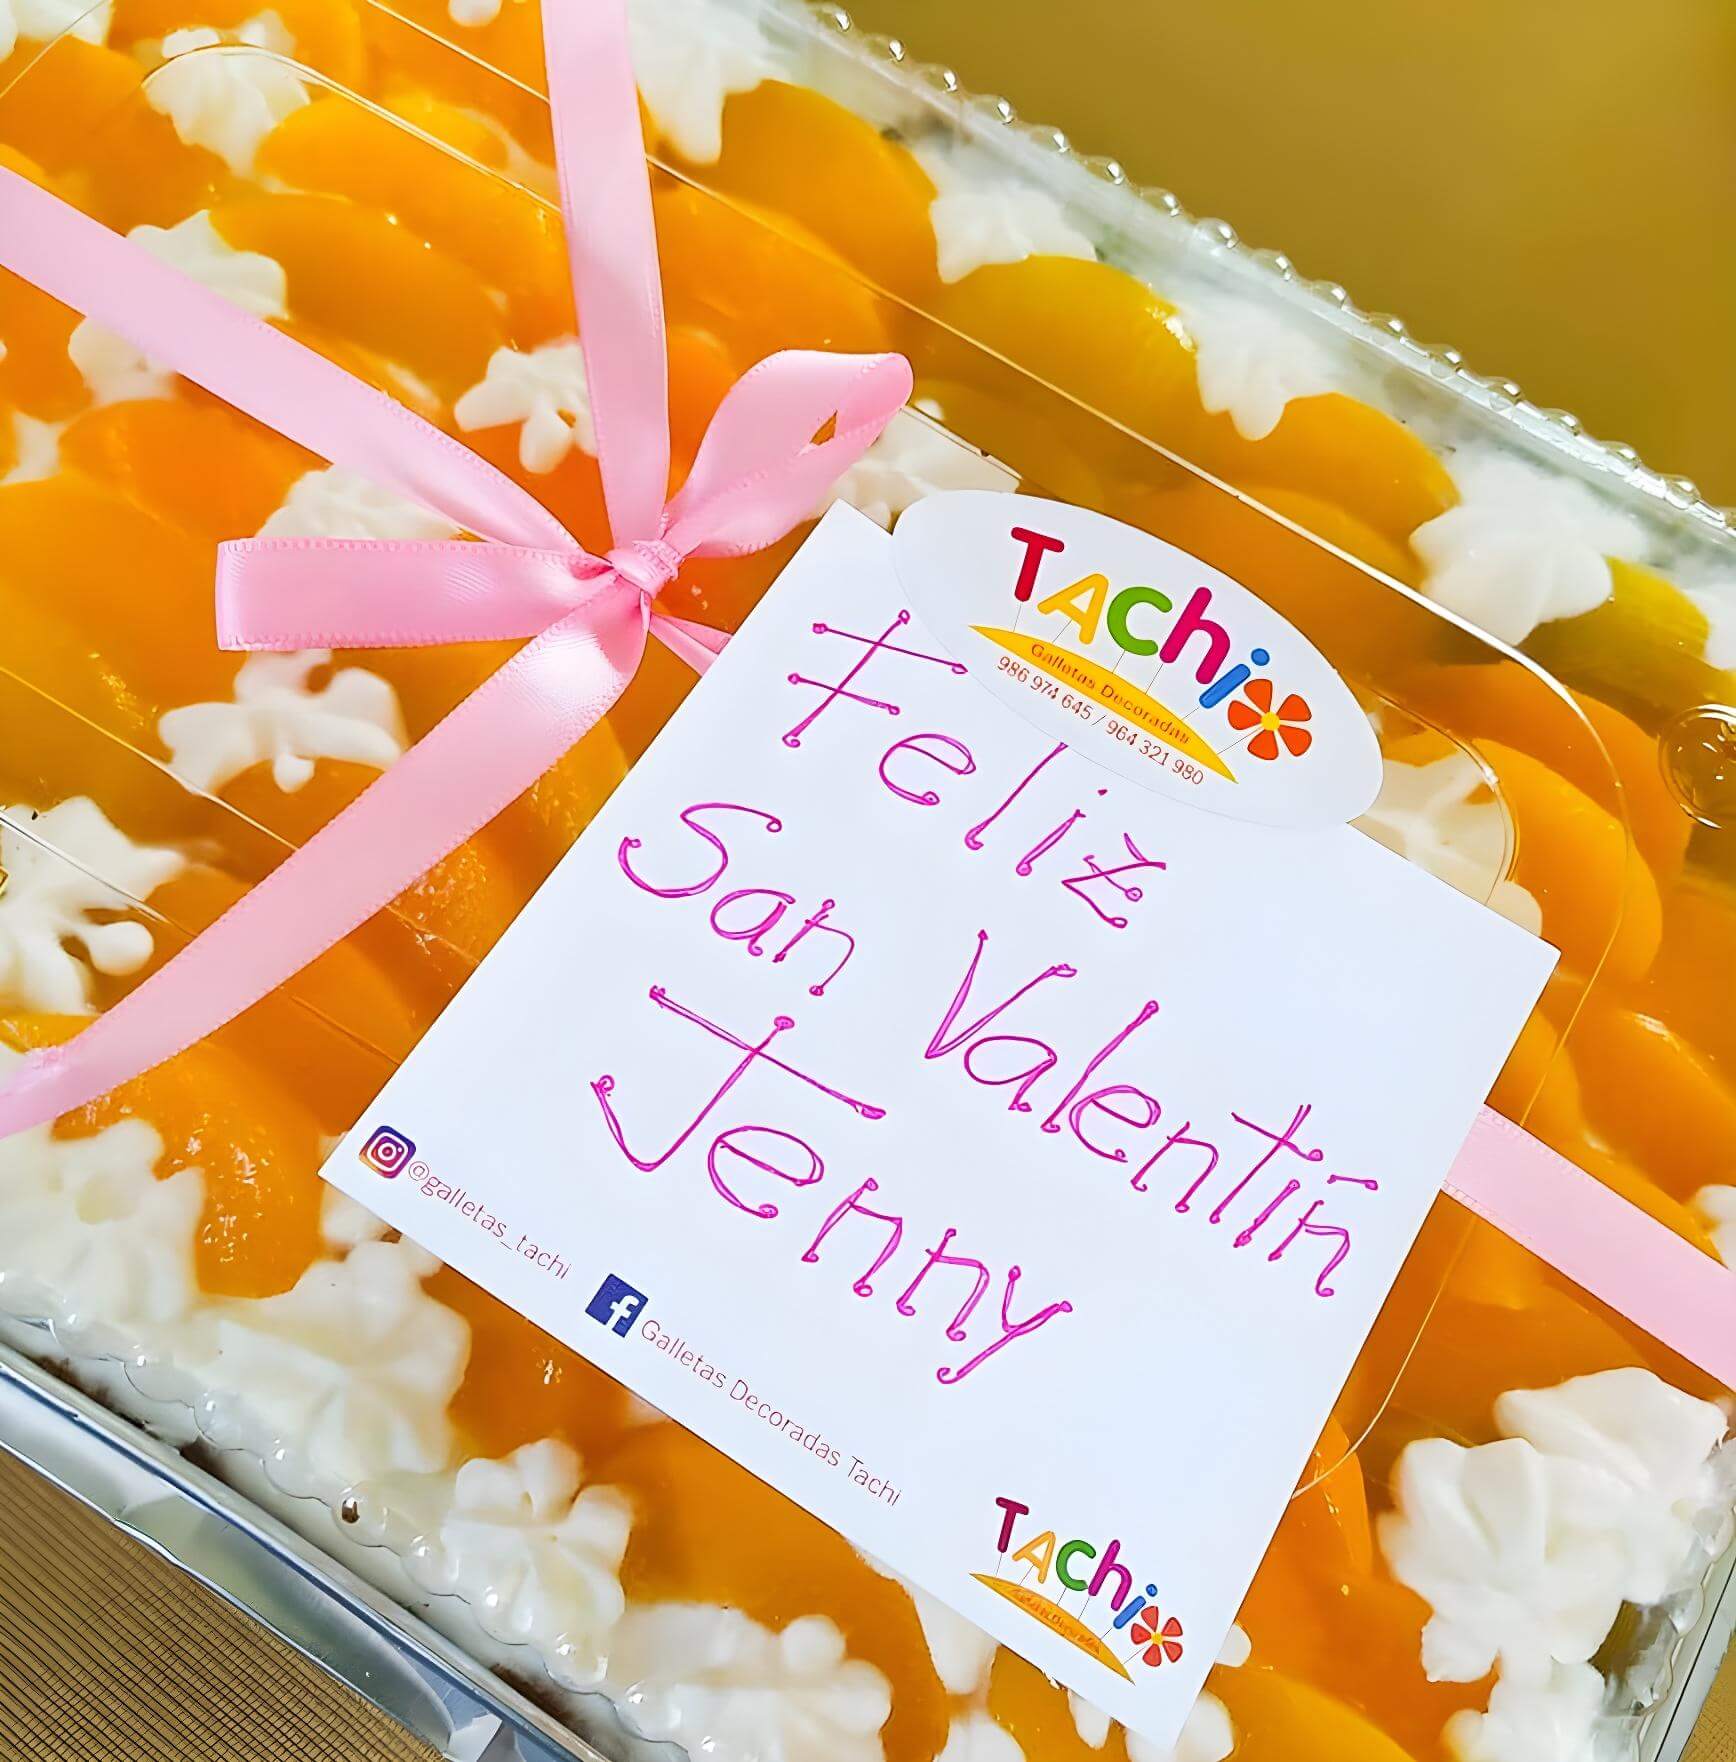 TAChi
Galletas Decoradas
986 974 645 / 964 321 980
Feliz
San Valentín
Jenny
@galletas_tachi
Galletas Decoradas Tachi
TAChi